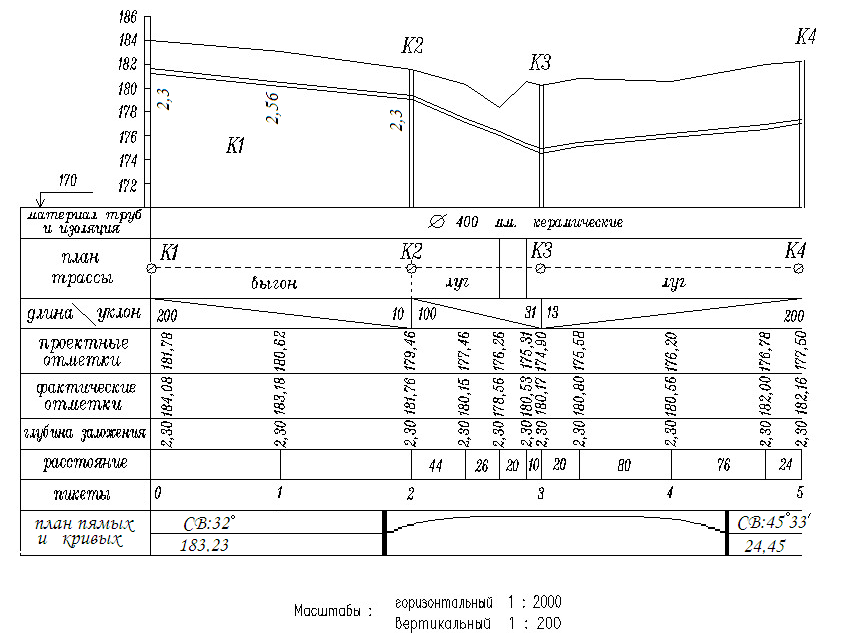 186
184
182
180
178
176
174
172
170
K2
K3
K4
K1
2,3
2,56
2,3
материал труб и изоляция
⌀ 400 мм. керамические
план трассы
K1 K2 K3 K4
выгон луг луг
длина уклон
200 10 100 31 13 200
проектные отметки
181,78 180,62 179,46 177,46 176,26 175,31 174,90 175,58 176,20 176,78 177,50
фактические отметки
184,08 183,18 181,76 180,15 178,56 180,53 180,17 180,80 180,56 182,00 182,16
глубина заложения
2,30 2,30 2,30 2,30 2,30 2,30 2,30 2,30 2,30 2,30 2,30
расстояние
44 26 20 10 20 80 76 24
пикеты
0 1 2 3 4 5
план пямых и кривых
СВ:32° СВ:45°33'
183,23 24,45
Масштабы : горизонтальный 1 : 2000
вертикальный 1 : 200